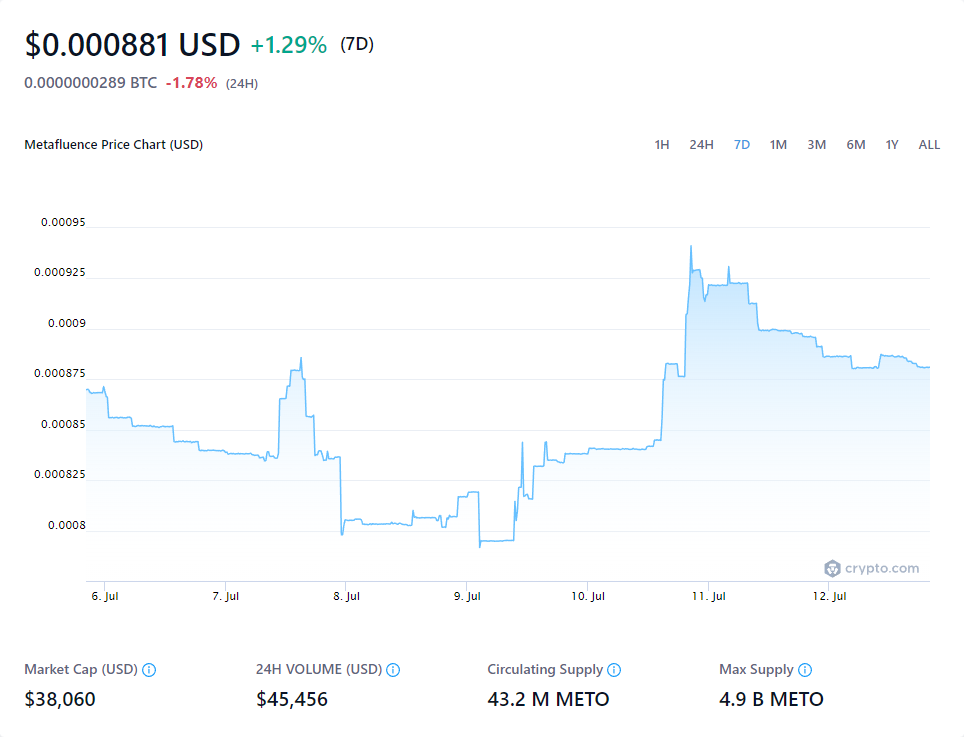 $0.000881 USD +1.29% (7D)
0.0000000289 BTC -1.78% (24H)
Metafluence Price Chart (USD) 1H 24H 7D 1M 3M 6M 1Y ALL
0.00095
0.000925
0.0009
0.000875
0.00085
0.000825
0.0008
crypto.com
6. Jul 7. Jul 8. Jul 9. Jul 10. Jul 11. Jul 12. Jul
Market Cap (USD) 24H VOLUME (USD) Circulating Supply Max Supply
$38,060 $45,456 43.2 M METO 4.9 B METO